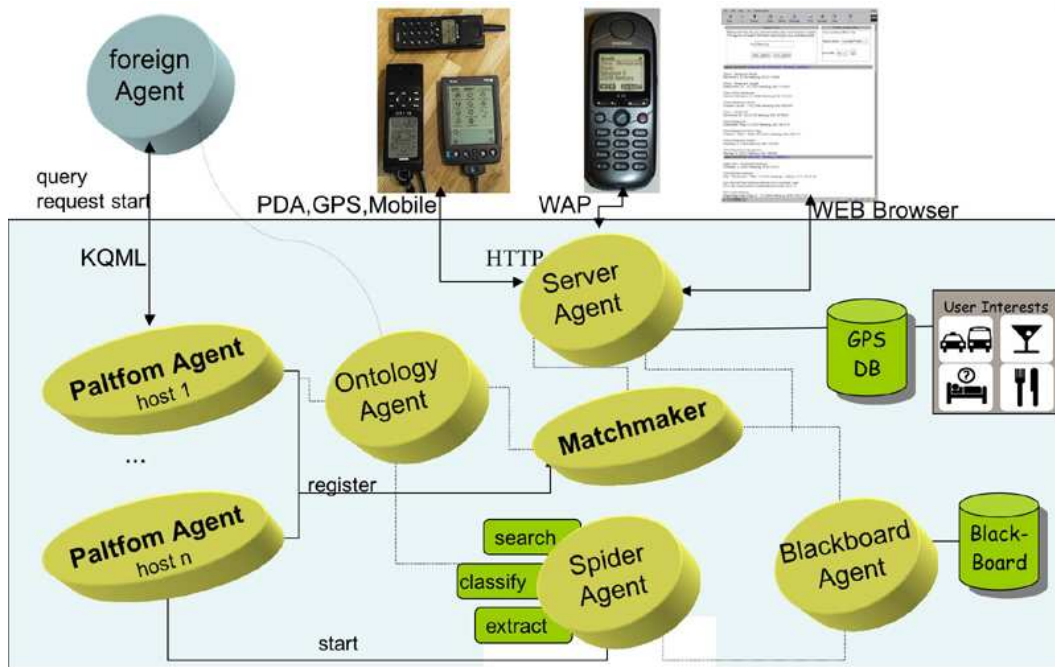 foreign
Agent
query
request start
PDA,GPS,Mobile
WAP
WEB Browser
KQML
HTTP
Server
Agent
User Interests
GPS
DB
Paltfom Agent
host 1
Ontology
Agent
Matchmaker
...
register
Paltfom Agent
host n
search
classify
extract
Spider
Agent
Blackboard
Agent
Black-
Board
start